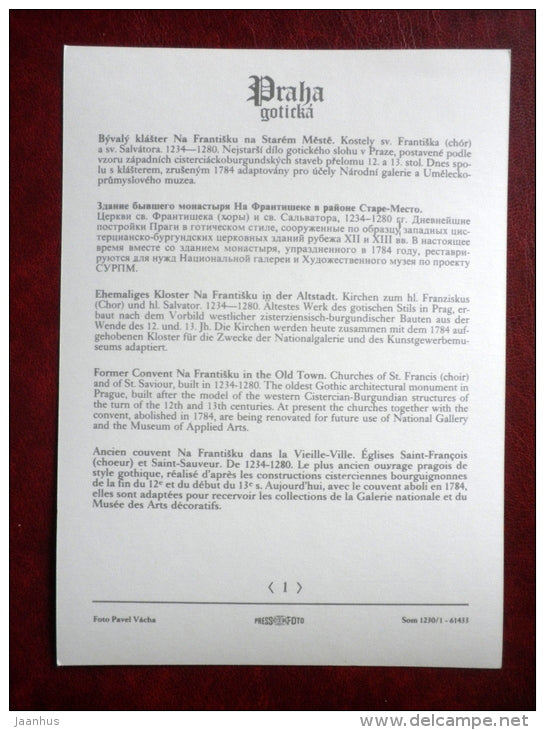 Praha
gotická
Bývalý klášter Na Františku na Starém Městě. Kostely sv. Františka (chór)
a sv. Salvátora. 1234—1280. Nejstarší dílo gotického slohu v Praze, postavené podle
vzoru západních cisterciáckoburgundských staveb přelomu 12. a 13. stol. Dnes spo-
lu s klášterem, zrušeným 1784 adaptovány pro účely Národní galerie a Umělecko-
průmyslového muzea.
Здание бывшего монастыря На Франтишеке в районе Старе-Место.
Церкви св. Франтишека (хоры) и св. Сальватора, 1234—1280 гг. Древнейшие
постройки Праги в готическом стиле, сооруженные по образцу западных цис-
терцианско-бургундских церковных зданий рубежа XII и XIII вв. В настоящее
время вместе со зданием монастыря, упраздненного в 1784 году, реставри-
руются для нужд Национальной галереи и Художественного музея по проекту
СУРПМ.
Ehemaliges Kloster Na Františku in der Altstadt. Kirchen zum hl. Franziskus
(Chor) und hl. Salvator. 1234—1280. Ältestes Werk des gotischen Stils in Prag, er-
baut nach dem Vorbild westlicher zisterziensisch-burgundischer Bauten aus der
Wende des 12. und. 13. Jh. Die Kirchen werden heute zusammen mit dem 1784 auf-
gehobenen Kloster für die Zwecke der Nationalgalerie und des Kunstgewerbemu-
seums adaptiert.
Former Convent Na Františku in the Old Town. Churches of St. Francis (choir)
and of St. Saviour, built in 1234-1280. The oldest Gothic architectural monument in
Prague, built after the model of the western Cistercian-Burgundian structures of
the turn of the 12th and 13th centuries. At present the churches together with the
convent, abolished in 1784, are being renovated for future use of National Gallery
and the Museum of Applied Arts.
Ancien couvent Na Františku dans la Vieille-Ville. Églises Saint-François
(choeur) et Saint-Sauveur. De 1234-1280. Le plus ancien ouvrage pragois de
style gothique, réalisé d'après les constructions cisterciennes bourguignonnes
de la fin du 12e et du début du 13e s. Aujourd'hui, avec le couvent aboli en 1784,
elles sont adaptées pour recervoir les collections de la Galerie nationale et du
Musée des Arts décoratifs.
〈 1 〉
Foto Pavel Vácha PRESS FOTO Som 1230/1 - 61433
Jaanhus
www.delcampe.net